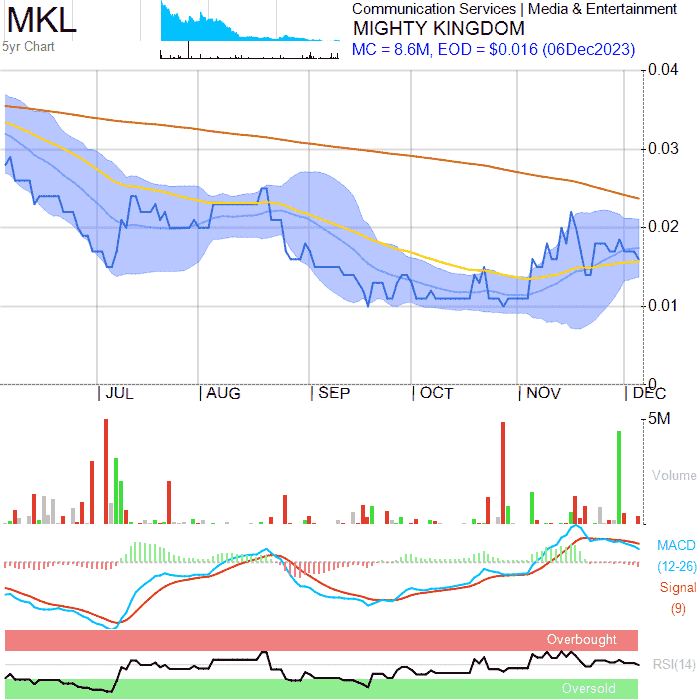 MKL
5yr Chart
Communication Services | Media & Entertainment
MIGHTY KINGDOM
MC = 8.6M, EOD = $0.016 (06Dec2023)
0.04
0.03
0.02
0.01
0
JUL AUG SEP OCT NOV DEC
5M
Volume
MACD
(12-26)
Signal
(9)
Overbought
RSI(14)
Oversold